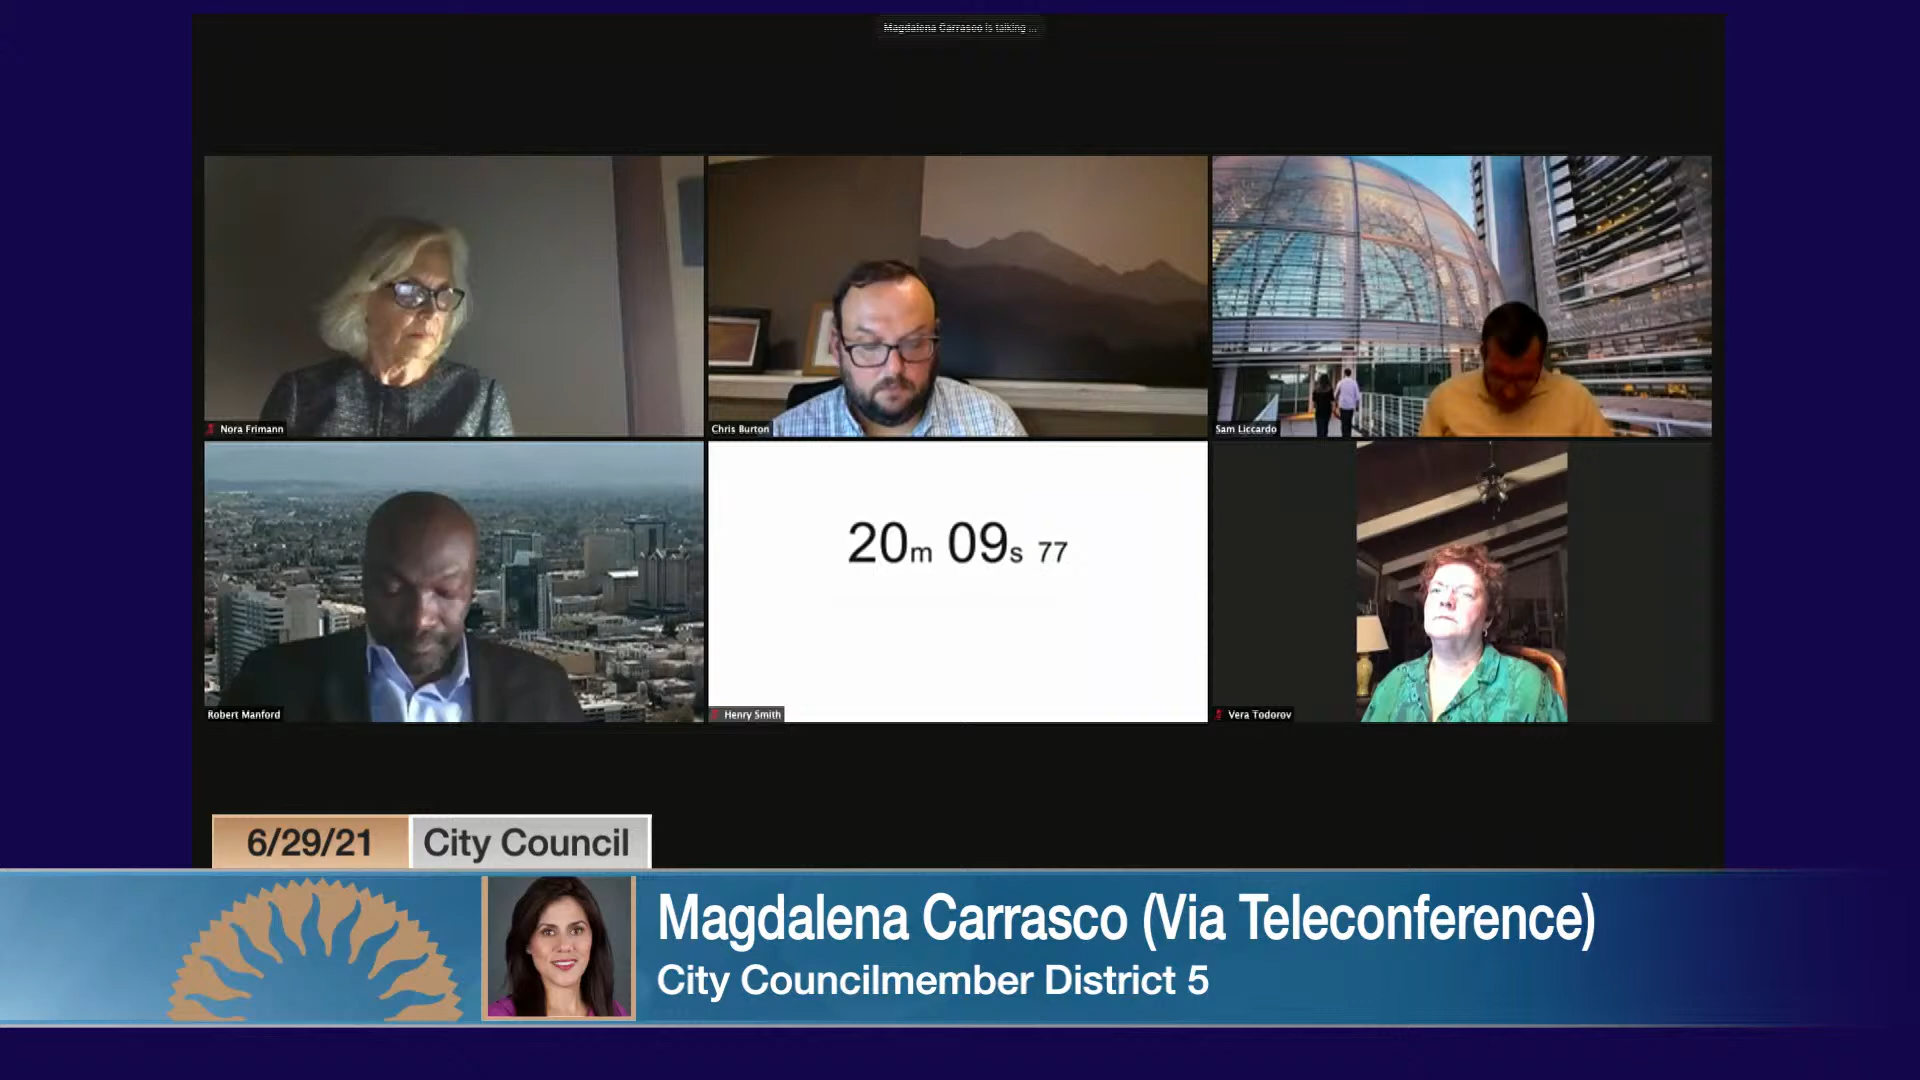 Magdalena Carrasco is talking ...
Nora Frimann
Chris Burton
Sam Liccardo
20m 09s 77
Robert Manford
Henry Smith
Vera Todorov
6/29/21 City Council
Magdalena Carrasco (Via Teleconference)
City Councilmember District 5